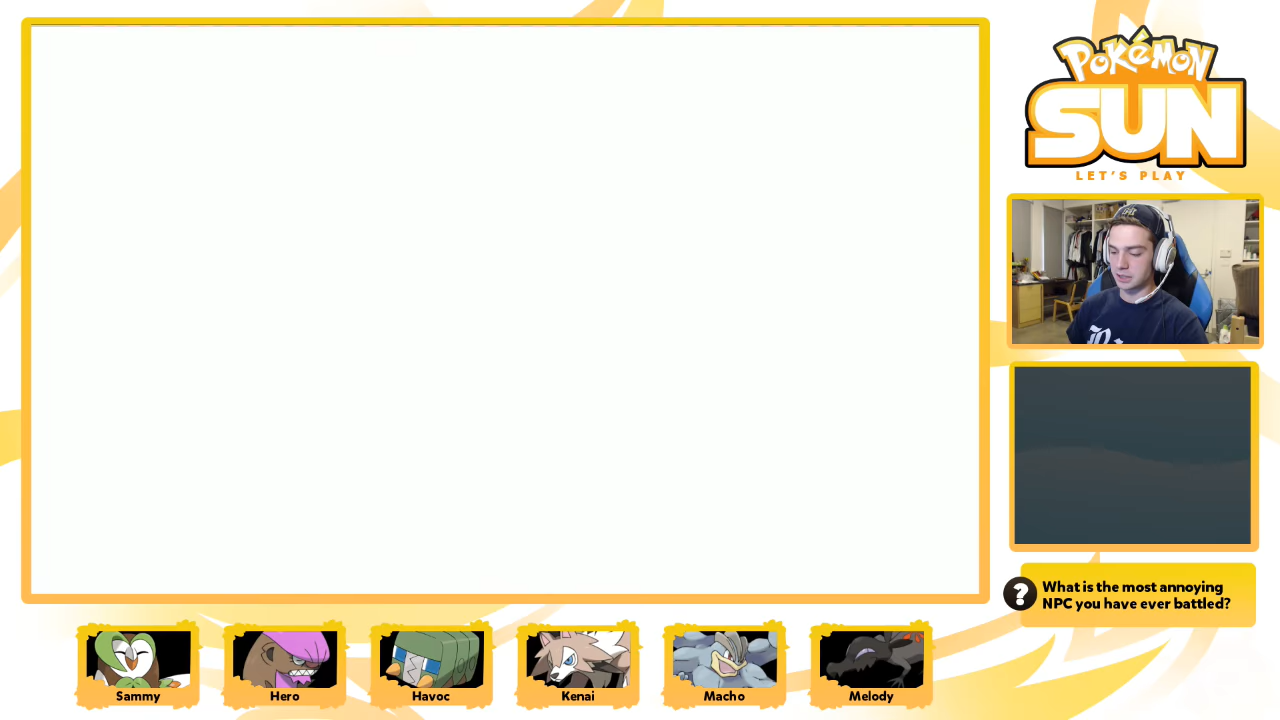 POKéMON
SUN
LET'S PLAY
What is the most annoying
NPC you have ever battled?
Sammy
Hero
Havoc
Kenai
Macho
Melody